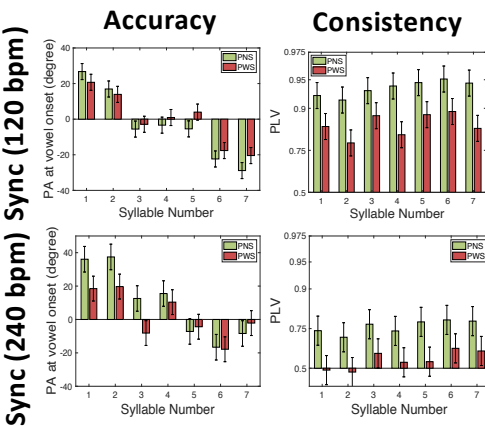 Accuracy
Consistency
Sync (120 bpm)
PA at vowel onset (degree)
40
20
0
-20
-40
PNS
PWS
1 2 3 4 5 6 7
Syllable Number
PLV
0.975
0.95
0.9
0.75
0.5
PNS
PWS
1 2 3 4 5 6 7
Syllable Number
Sync (240 bpm)
PA at vowel onset (degree)
40
20
0
-20
-40
PNS
PWS
1 2 3 4 5 6 7
Syllable Number
PLV
0.975
0.95
0.9
0.75
0.5
PNS
PWS
1 2 3 4 5 6 7
Syllable Number